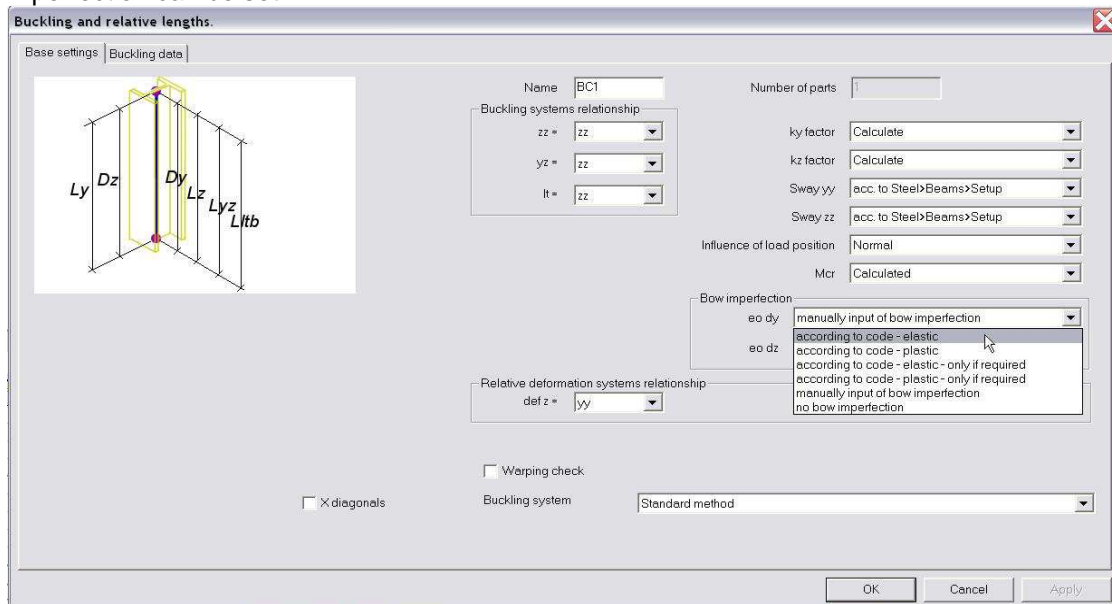 Buckling and relative lengths.
Base settings
Buckling data
Ly
Dz
Dy
Lz
Lyz
Lltb
Name BC1
Number of parts 1
Buckling systems relationship
zz = zz
yz = zz
lt = zz
ky factor Calculate
kz factor Calculate
Sway yy acc. to Steel>Beams>Setup
Sway zz acc. to Steel>Beams>Setup
Influence of load position Normal
Mcr Calculated
Bow imperfection
eo dy manually input of bow imperfection
eo dz
according to code - elastic
according to code - plastic
according to code - elastic - only if required
according to code - plastic - only if required
manually input of bow imperfection
no bow imperfection
Relative deformation systems relationship
def z = yy
Warping check
X diagonals
Buckling system Standard method
OK
Cancel
Apply